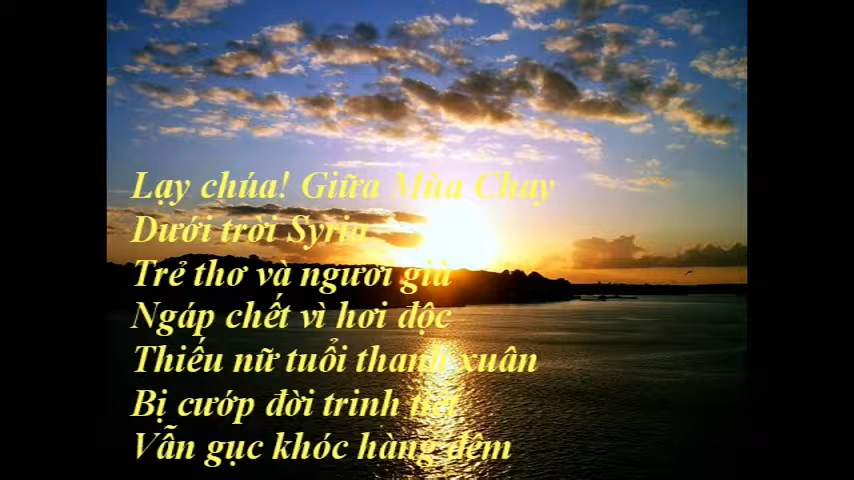 Lạy chúa! Giữa Mùa Chay
Dưới trời Syria
Trẻ thơ và người già
Ngáp chết vì hơi độc
Thiếu nữ tuổi thanh xuân
Bị cướp đời trinh tiết
Vẫn gục khóc hàng đêm